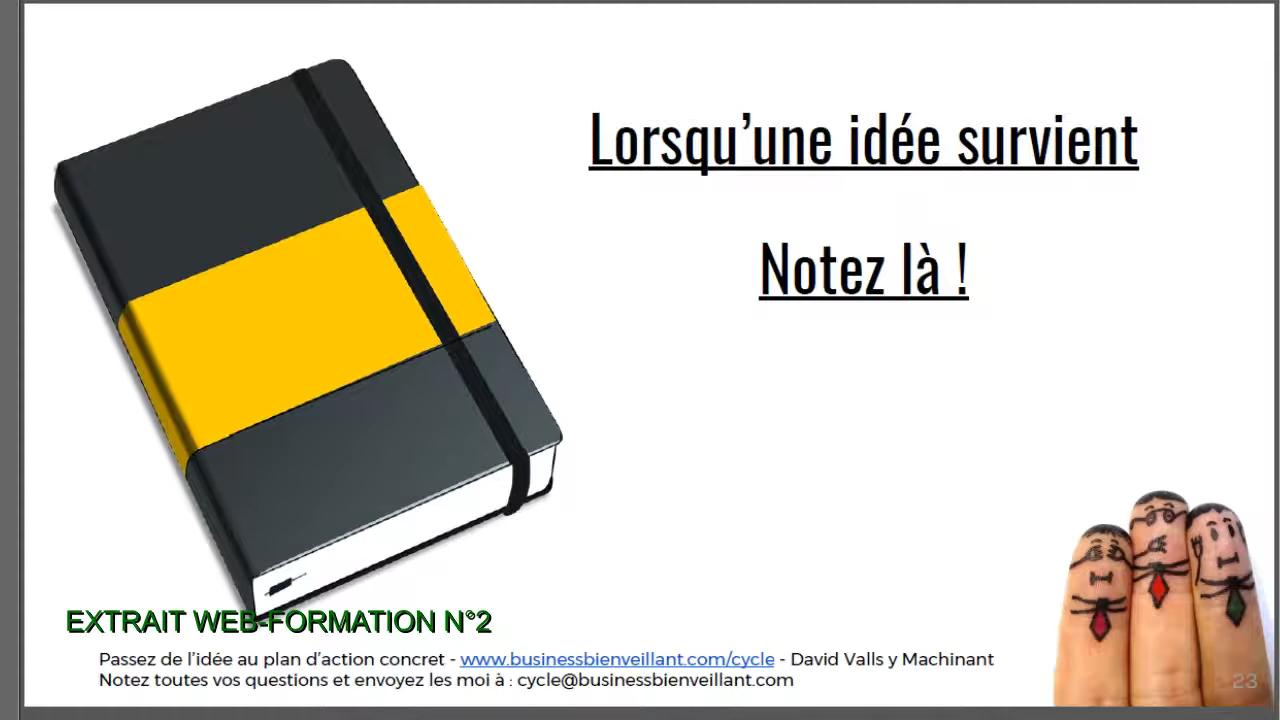 Lorsqu'une idée survient
Notez là !
EXTRAIT WEB-FORMATION N°2
Passez de l'idée au plan d'action concret - www.businessbienveillant.com/cycle - David Valls y Machinant
Notez toutes vos questions et envoyez les moi à : cycle@businessbienveillant.com
23